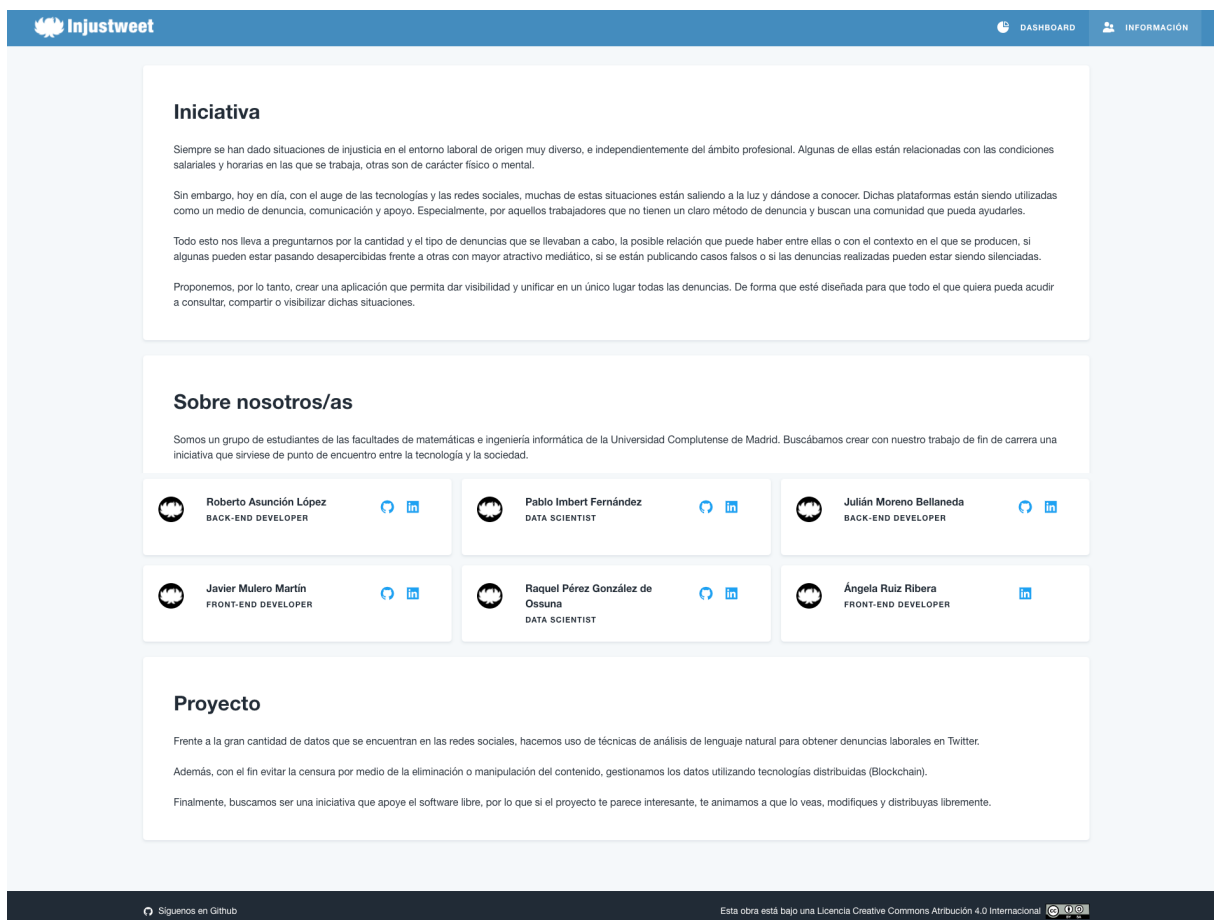 Injustweet
DASHBOARD
INFORMACIÓN
Iniciativa
Siempre se han dado situaciones de injusticia en el entorno laboral de origen muy diverso, e independientemente del ámbito profesional. Algunas de ellas están relacionadas con las condiciones
salariales y horarias en las que se trabaja, otras son de carácter físico o mental.
Sin embargo, hoy en día, con el auge de las tecnologías y las redes sociales, muchas de estas situaciones están saliendo a la luz y dándose a conocer. Dichas plataformas están siendo utilizadas
como un medio de denuncia, comunicación y apoyo. Especialmente, por aquellos trabajadores que no tienen un claro método de denuncia y buscan una comunidad que pueda ayudarles.
Todo esto nos lleva a preguntarnos por la cantidad y el tipo de denuncias que se llevaban a cabo, la posible relación que puede haber entre ellas o con el contexto en el que se producen, si
algunas pueden estar pasando desapercibidas frente a otras con mayor atractivo mediático, si se están publicando casos falsos o si las denuncias realizadas pueden estar siendo silenciadas.
Proponemos, por lo tanto, crear una aplicación que permita dar visibilidad y unificar en un único lugar todas las denuncias. De forma que esté diseñada para que todo el que quiera pueda acudir
a consultar, compartir o visibilizar dichas situaciones.
Sobre nosotros/as
Somos un grupo de estudiantes de las facultades de matemáticas e ingeniería informática de la Universidad Complutense de Madrid. Buscábamos crear con nuestro trabajo de fin de carrera una
iniciativa que sirviese de punto de encuentro entre la tecnología y la sociedad.
Roberto Asunción López
BACK-END DEVELOPER
Pablo Imbert Fernández
DATA SCIENTIST
Julián Moreno Bellaneda
BACK-END DEVELOPER
Javier Mulero Martín
FRONT-END DEVELOPER
Raquel Pérez González de
Ossuna
DATA SCIENTIST
Ángela Ruiz Ribera
FRONT-END DEVELOPER
Proyecto
Frente a la gran cantidad de datos que se encuentran en las redes sociales, hacemos uso de técnicas de análisis de lenguaje natural para obtener denuncias laborales en Twitter.
Además, con el fin evitar la censura por medio de la eliminación o manipulación del contenido, gestionamos los datos utilizando tecnologías distribuidas (Blockchain).
Finalmente, buscamos ser una iniciativa que apoye el software libre, por lo que si el proyecto te parece interesante, te animamos a que lo veas, modifiques y distribuyas libremente.
Síguenos en Github
Esta obra está bajo una Licencia Creative Commons Atribución 4.0 Internacional